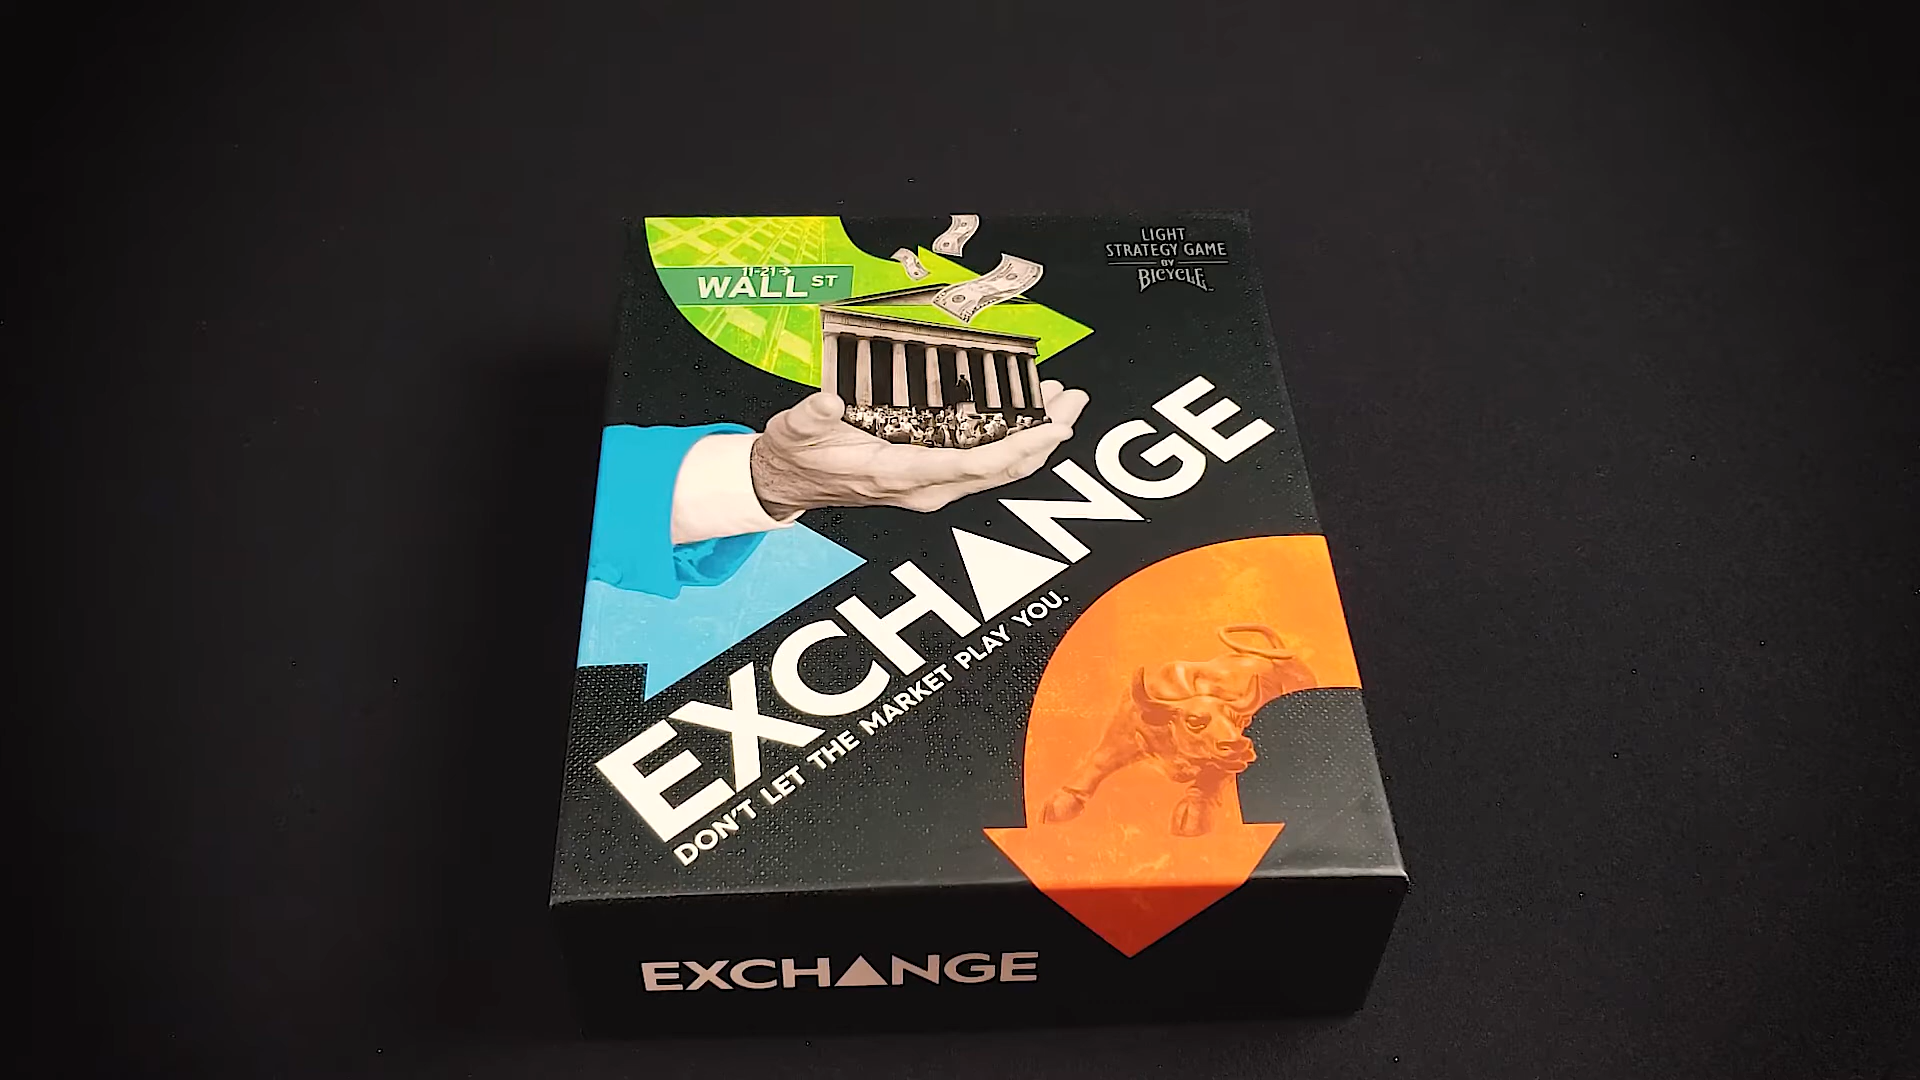 LIGHT
STRATEGY GAME
BY
BICYCLE
11-21→
WALL ST
EXCHANGE
DON'T LET THE MARKET PLAY YOU.
EXCHANGE